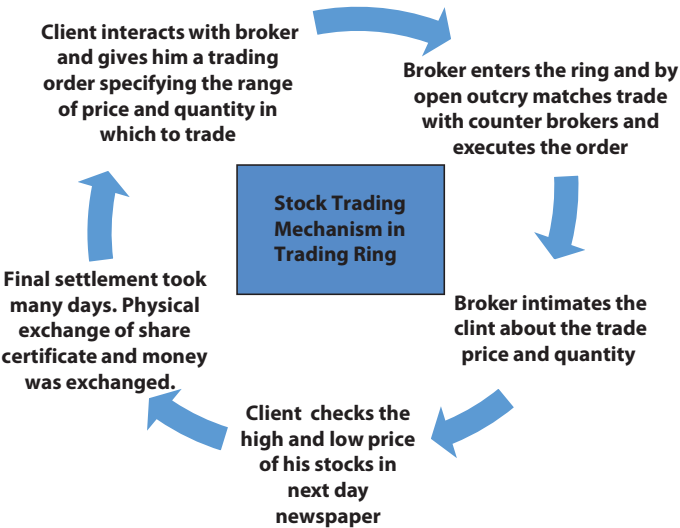 Client interacts with broker
and gives him a trading
order specifying the range
of price and quantity in
which to trade
Broker enters the ring and by
open outcry matches trade
with counter brokers and
executes the order
Stock Trading
Mechanism in
Trading Ring
Broker intimates the
clint about the trade
price and quantity
Client checks the
high and low price
of his stocks in
next day
newspaper
Final settlement took
many days. Physical
exchange of share
certificate and money
was exchanged.